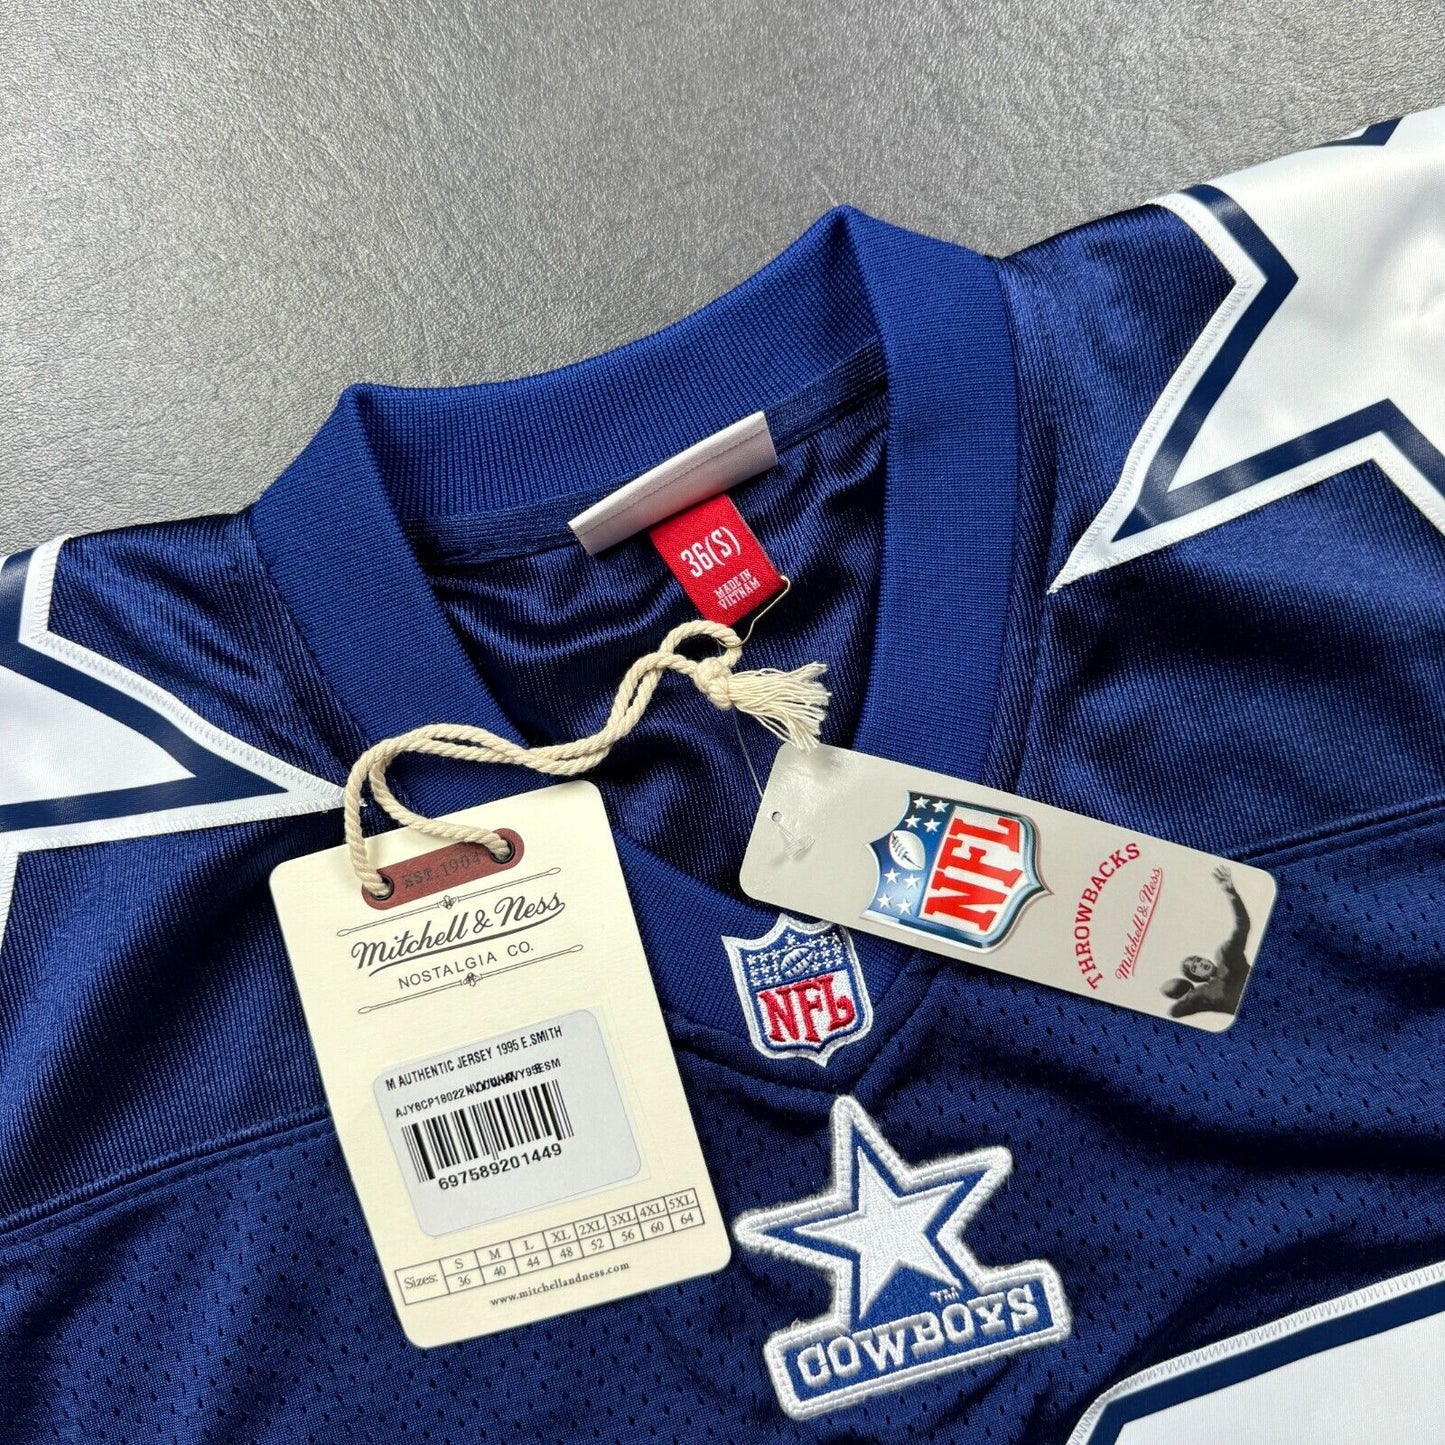 36(S)
MADE IN
VIETNAM
EST. 1904
Mitchell & Ness
NOSTALGIA CO.
M AUTHENTIC JERSEY 1995 E.SMITH
697589201449
Sizes: S M L XL 2XL 3XL 4XL 5XL
36 40 44 48 52 56 60 64
www.mitchellandness.com
NFL
THROWBACKS
Mitchell & Ness
NFL
TM
COWBOYS